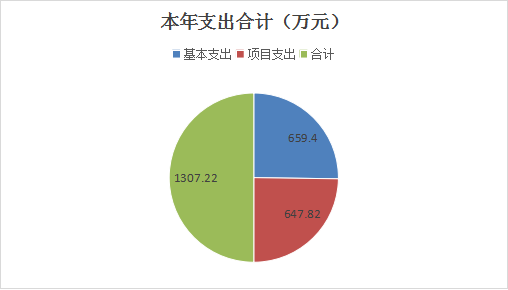 本年支出合计（万元）
基本支出 项目支出 合计
659.4
1307.22
647.82